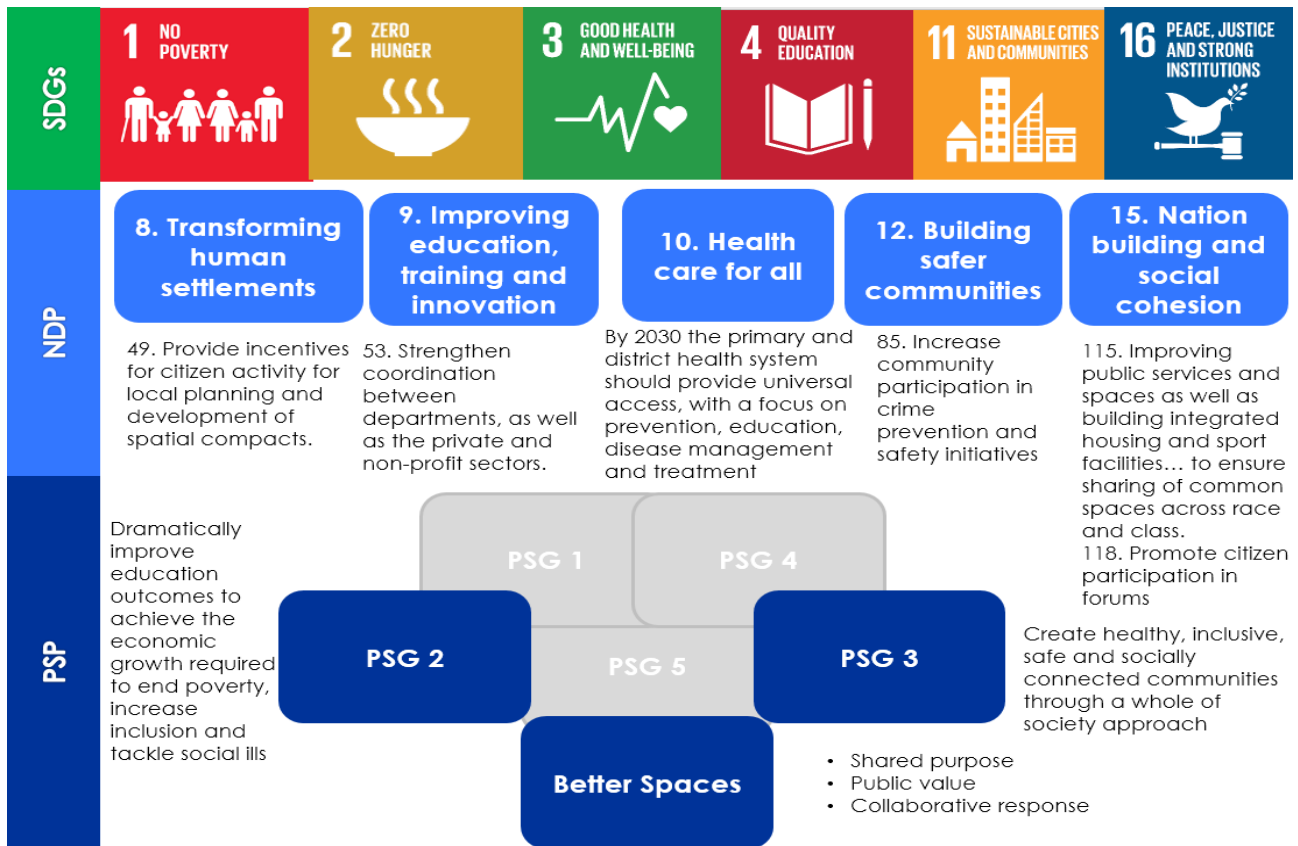 SDGs
1 NO
POVERTY
2 ZERO
HUNGER
3 GOOD HEALTH
AND WELL-BEING
4 QUALITY
EDUCATION
11 SUSTAINABLE CITIES
AND COMMUNITIES
16 PEACE, JUSTICE
AND STRONG
INSTITUTIONS
NDP
8. Transforming
human
settlements
9. Improving
education,
training and
innovation
10. Health
care for all
12. Building
safer
communities
15. Nation
building and
social
cohesion
49. Provide incentives
for citizen activity for
local planning and
development of
spatial compacts.
53. Strengthen
coordination
between
departments, as well
as the private and
non-profit sectors.
By 2030 the primary and
district health system
should provide universal
access, with a focus on
prevention, education,
disease management
and treatment
85. Increase
community
participation in
crime
prevention and
safety initiatives
115. Improving
public services and
spaces as well as
building integrated
housing and sport
facilities... to ensure
sharing of common
spaces across race
and class.
118. Promote citizen
participation in
forums
PSP
Dramatically
improve
education
outcomes to
achieve the
economic
growth required
to end poverty,
increase
inclusion and
tackle social ills
PSG 1
PSG 4
PSG 2
PSG 5
PSG 3
Better Spaces
Create healthy, inclusive,
safe and socially
connected communities
through a whole of
society approach
• Shared purpose
• Public value
• Collaborative response